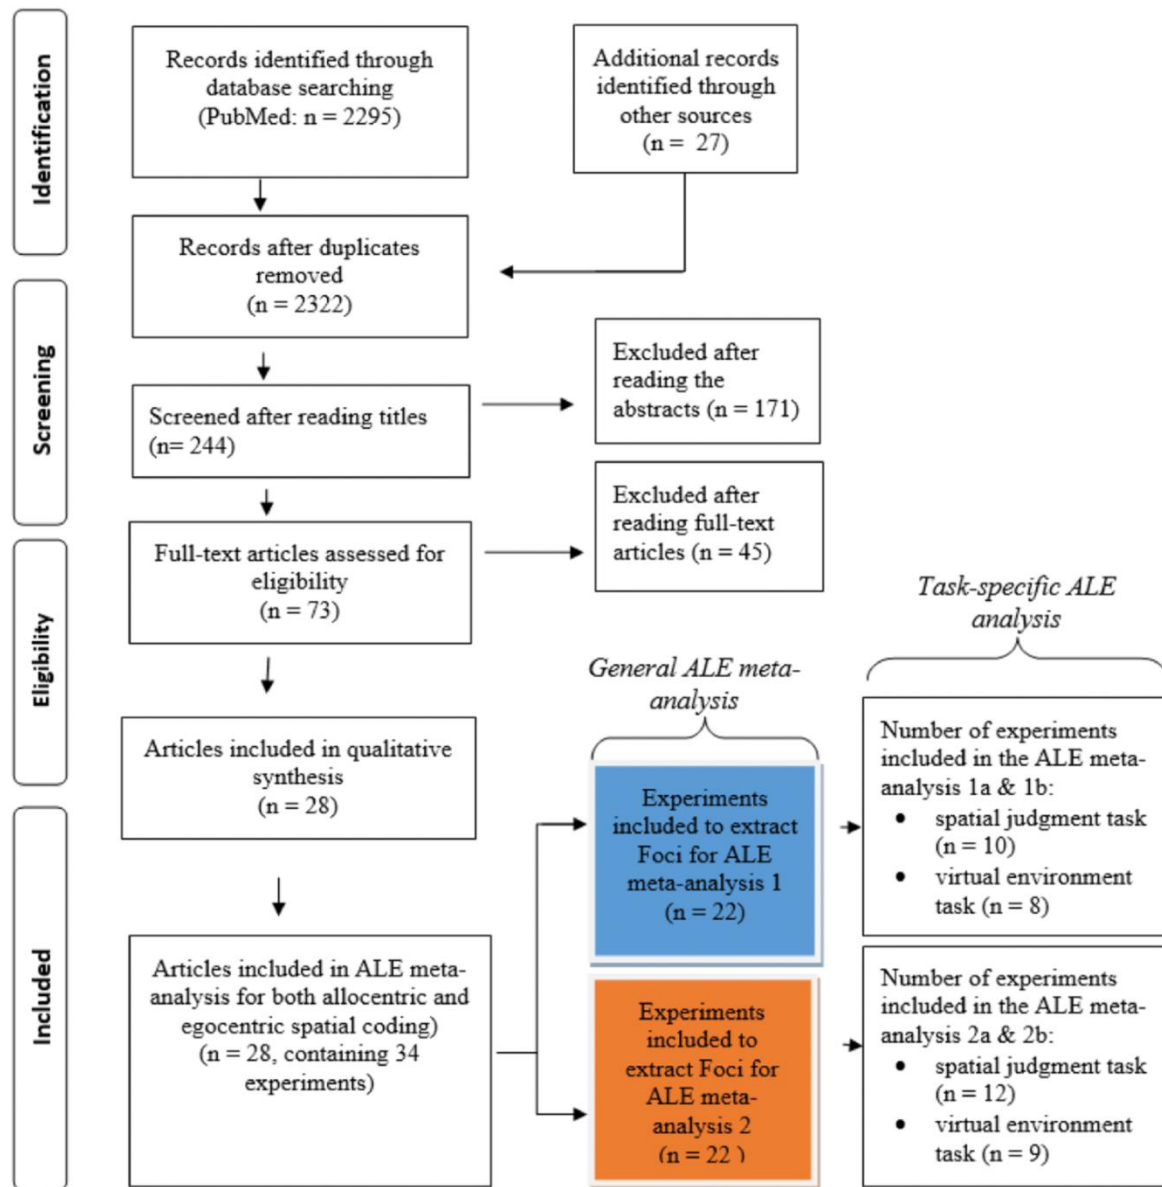 Identification
Records identified through
database searching
(PubMed: n = 2295)
Additional records
identified through
other sources
(n = 27)
Records after duplicates
removed
(n = 2322)
Screening
Screened after reading titles
(n= 244)
Excluded after
reading the
abstracts (n = 171)
Excluded after
reading full-text
articles (n = 45)
Eligibility
Full-text articles assessed for
eligibility
(n = 73)
Articles included in qualitative
synthesis
(n = 28)
Included
Articles included in ALE meta-
analysis for both allocentric and
egocentric spatial coding)
(n = 28, containing 34
experiments)
General ALE meta-
analysis
Experiments
included to extract
Foci for ALE
meta-analysis 1
(n = 22)
Experiments
included to
extract Foci for
ALE meta-
analysis 2
(n = 22 )
Task-specific ALE
analysis
Number of experiments
included in the ALE meta-
analysis 1a & 1b:
• spatial judgment task
(n = 10)
• virtual environment
task (n = 8)
Number of experiments
included in the ALE meta-
analysis 2a & 2b:
• spatial judgment task
(n = 12)
• virtual environment
task (n = 9)